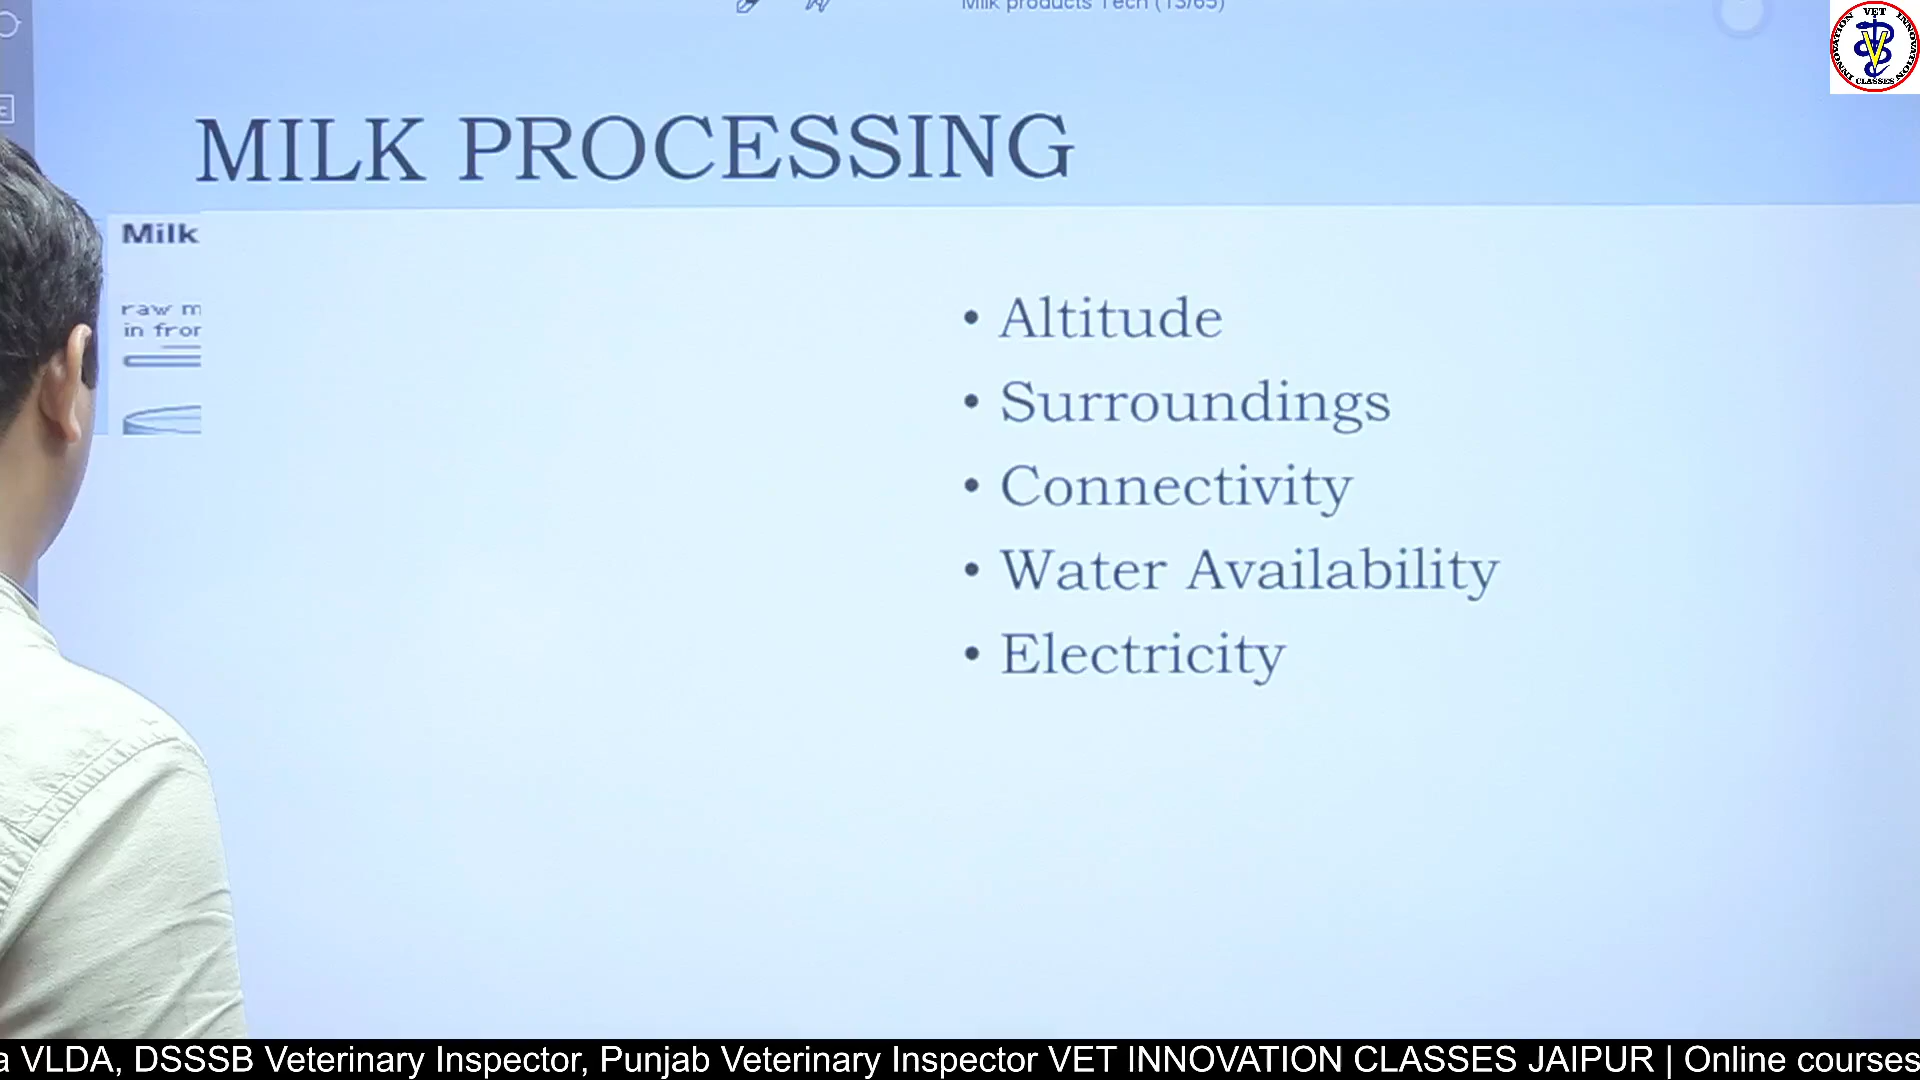 Milk products Tech (13/65)
VET INNOVATION CLASSES INNOVATION
V
MILK PROCESSING
Milk
raw m
in fror
• Altitude
• Surroundings
• Connectivity
• Water Availability
• Electricity
a VLDA, DSSSB Veterinary Inspector, Punjab Veterinary Inspector VET INNOVATION CLASSES JAIPUR | Online courses